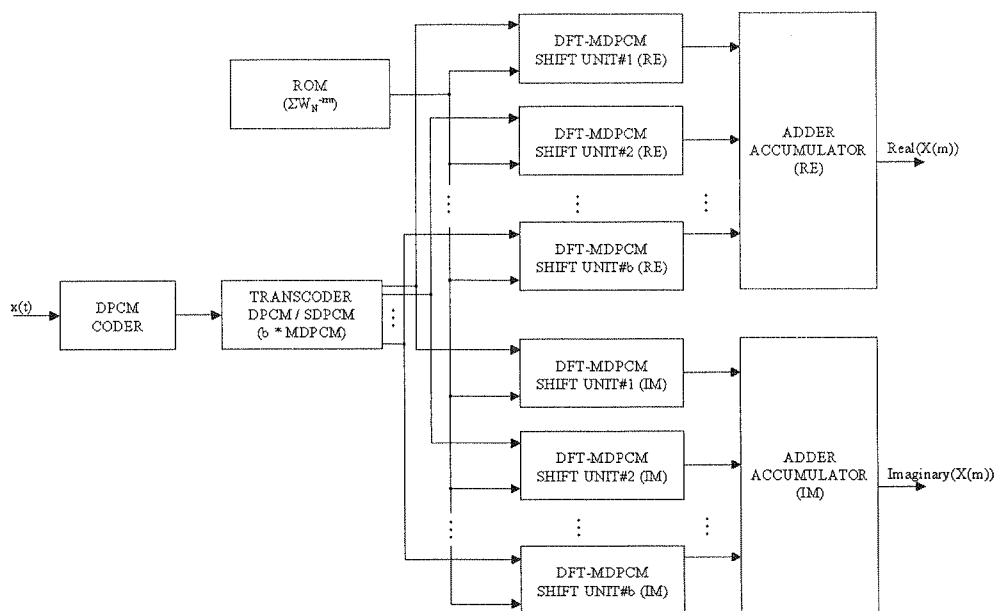 DFT-MDPCM
SHIFT UNIT#1 (RE)
ROM
(ΣW_N^-nm)
DFT-MDPCM
SHIFT UNIT#2 (RE)
ADDER
ACCUMULATOR
(RE)
Real(X(m))
DFT-MDPCM
SHIFT UNIT#b (RE)
x(t)
DPCM
CODER
TRANSCODER
DPCM / SDPCM
(b * MDPCM)
DFT-MDPCM
SHIFT UNIT#1 (IM)
DFT-MDPCM
SHIFT UNIT#2 (IM)
ADDER
ACCUMULATOR
(IM)
Imaginary(X(m))
DFT-MDPCM
SHIFT UNIT#b (IM)